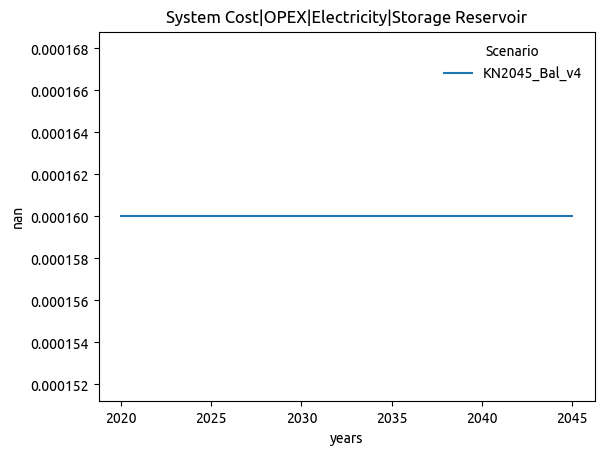 System Cost|OPEX|Electricity|Storage Reservoir
Scenario
KN2045_Bal_v4
0.000168
0.000166
0.000164
0.000162
0.000160
0.000158
0.000156
0.000154
0.000152
nan
2020 2025 2030 2035 2040 2045
years